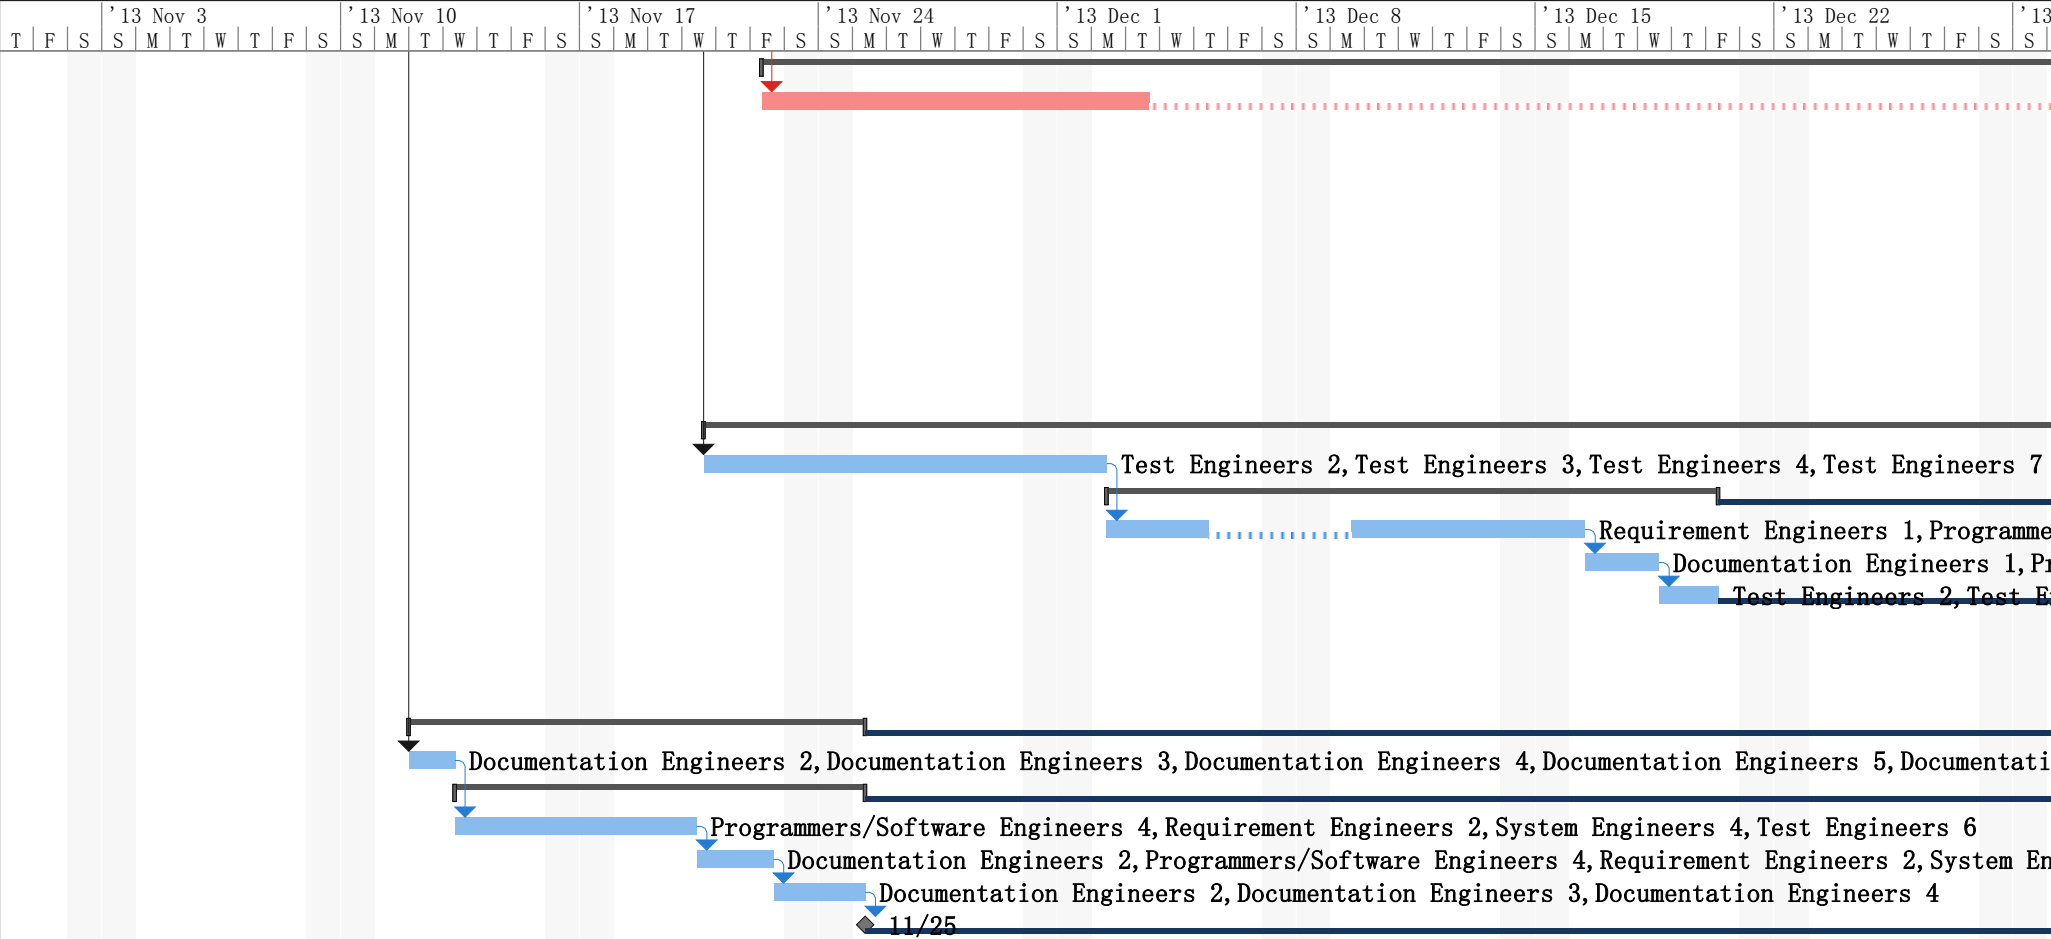 '13 Nov 3 '13 Nov 10 '13 Nov 17 '13 Nov 24 '13 Dec 1 '13 Dec 8 '13 Dec 15 '13 Dec 22 '13
T F S S M T W T F S S M T W T F S S M T W T F S S M T W T F S S M T W T F S S M T W T F S S M T W T F S S M T W T F S S
Test Engineers 2,Test Engineers 3,Test Engineers 4,Test Engineers 7
Requirement Engineers 1,Programme
Documentation Engineers 1,Pr
Test Engineers 2,Test E
Documentation Engineers 2,Documentation Engineers 3,Documentation Engineers 4,Documentation Engineers 5,Documentati
Programmers/Software Engineers 4,Requirement Engineers 2,System Engineers 4,Test Engineers 6
Documentation Engineers 2,Programmers/Software Engineers 4,Requirement Engineers 2,System En
Documentation Engineers 2,Documentation Engineers 3,Documentation Engineers 4
11/25